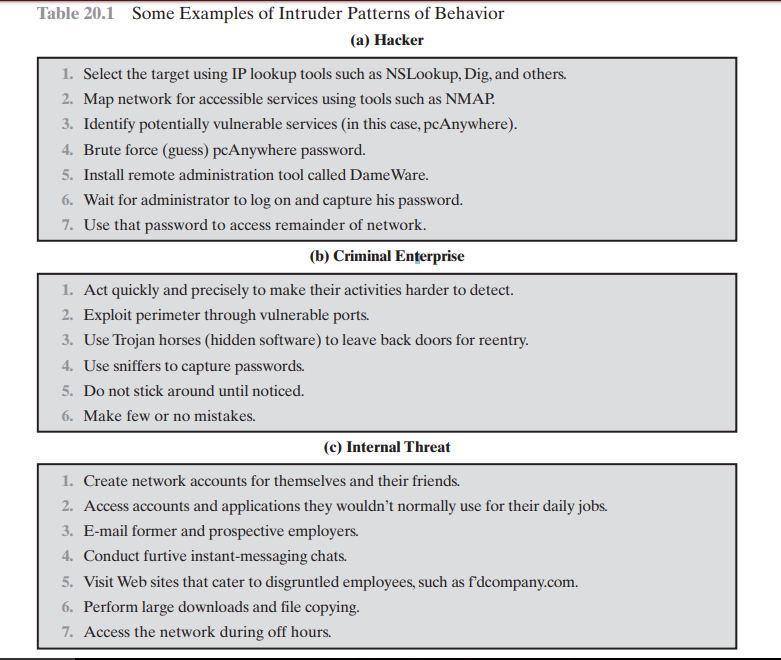 Table 20.1 Some Examples of Intruder Patterns of Behavior
(a) Hacker
1. Select the target using IP lookup tools such as NSLookup, Dig, and others.
2. Map network for accessible services using tools such as NMAP.
3. Identify potentially vulnerable services (in this case, pcAnywhere).
4. Brute force (guess) pcAnywhere password.
5. Install remote administration tool called DameWare.
6. Wait for administrator to log on and capture his password.
7. Use that password to access remainder of network.
(b) Criminal Enterprise
1. Act quickly and precisely to make their activities harder to detect.
2. Exploit perimeter through vulnerable ports.
3. Use Trojan horses (hidden software) to leave back doors for reentry.
4. Use sniffers to capture passwords.
5. Do not stick around until noticed.
6. Make few or no mistakes.
(c) Internal Threat
1. Create network accounts for themselves and their friends.
2. Access accounts and applications they wouldn't normally use for their daily jobs.
3. E-mail former and prospective employers.
4. Conduct furtive instant-messaging chats.
5. Visit Web sites that cater to disgruntled employees, such as f'dcompany.com.
6. Perform large downloads and file copying.
7. Access the network during off hours.